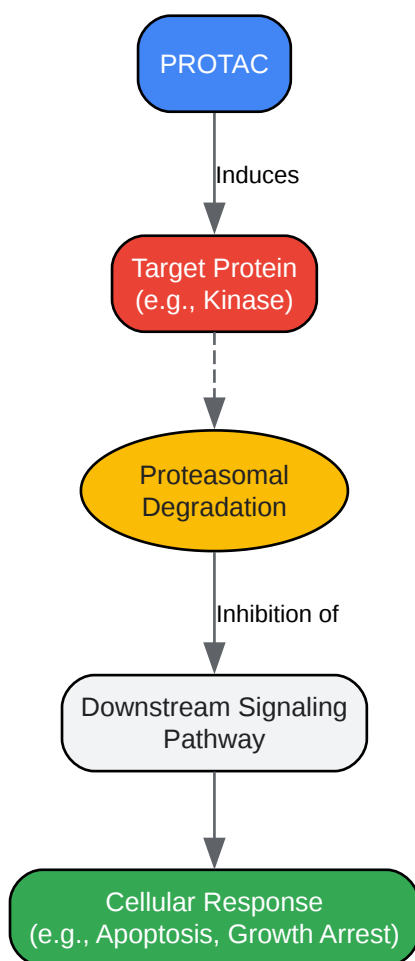 PROTAC
Induces
Target Protein
(e.g., Kinase)
Proteasomal
Degradation
Inhibition of
Downstream Signaling
Pathway
Cellular Response
(e.g., Apoptosis, Growth Arrest)